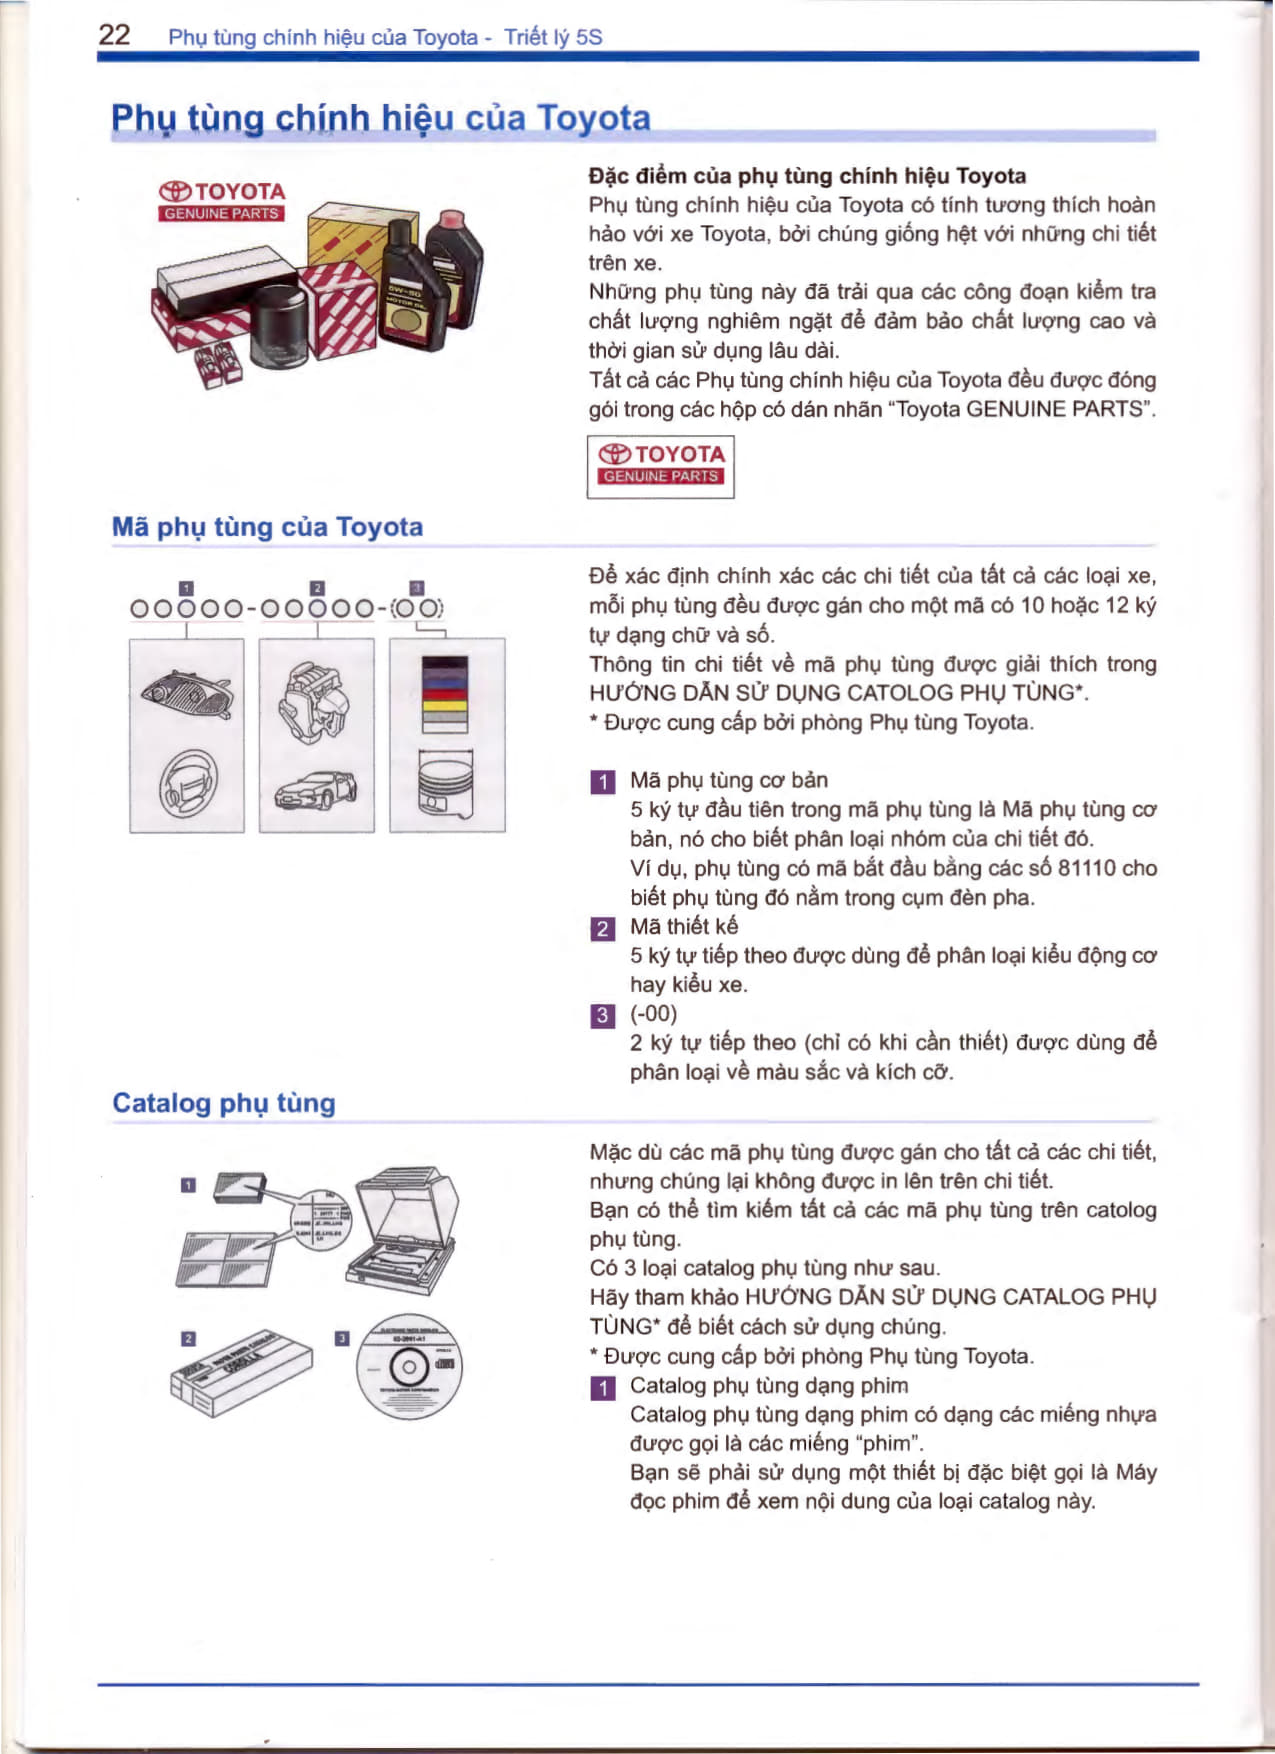 22 Phụ tùng chính hiệu của Toyota - Triết lý 5S
Phụ tùng chính hiệu của Toyota
TOYOTA
GENUINE PARTS
5W-50
MOTOR OIL
Đặc điểm của phụ tùng chính hiệu Toyota
Phụ tùng chính hiệu của Toyota có tính tương thích hoàn
hảo với xe Toyota, bởi chúng giống hệt với những chi tiết
trên xe.
Những phụ tùng này đã trải qua các công đoạn kiểm tra
chất lượng nghiêm ngặt để đảm bảo chất lượng cao và
thời gian sử dụng lâu dài.
Tất cả các Phụ tùng chính hiệu của Toyota đều được đóng
gói trong các hộp có dán nhãn “Toyota GENUINE PARTS”.
TOYOTA
GENUINE PARTS
Mã phụ tùng của Toyota
1 2 3
OOOOO-OOOOO-(OO)
Để xác định chính xác các chi tiết của tất cả các loại xe,
mỗi phụ tùng đều được gán cho một mã có 10 hoặc 12 ký
tự dạng chữ và số.
Thông tin chi tiết về mã phụ tùng được giải thích trong
HƯỚNG DẪN SỬ DỤNG CATOLOG PHỤ TÙNG*.
* Được cung cấp bởi phòng Phụ tùng Toyota.
1 Mã phụ tùng cơ bản
5 ký tự đầu tiên trong mã phụ tùng là Mã phụ tùng cơ
bản, nó cho biết phân loại nhóm của chi tiết đó.
Ví dụ, phụ tùng có mã bắt đầu bằng các số 81110 cho
biết phụ tùng đó nằm trong cụm đèn pha.
2 Mã thiết kế
5 ký tự tiếp theo được dùng để phân loại kiểu động cơ
hay kiểu xe.
3 (-00)
2 ký tự tiếp theo (chỉ có khi cần thiết) được dùng để
phân loại về màu sắc và kích cỡ.
Catalog phụ tùng
1
2
COROLLA
3
Mặc dù các mã phụ tùng được gán cho tất cả các chi tiết,
nhưng chúng lại không được in lên trên chi tiết.
Bạn có thể tìm kiếm tất cả các mã phụ tùng trên catolog
phụ tùng.
Có 3 loại catalog phụ tùng như sau.
Hãy tham khảo HƯỚNG DẪN SỬ DỤNG CATALOG PHỤ
TÙNG* để biết cách sử dụng chúng.
* Được cung cấp bởi phòng Phụ tùng Toyota.
1 Catalog phụ tùng dạng phim
Catalog phụ tùng dạng phim có dạng các miếng nhựa
được gọi là các miếng “phim”.
Bạn sẽ phải sử dụng một thiết bị đặc biệt gọi là Máy
đọc phim để xem nội dung của loại catalog này.